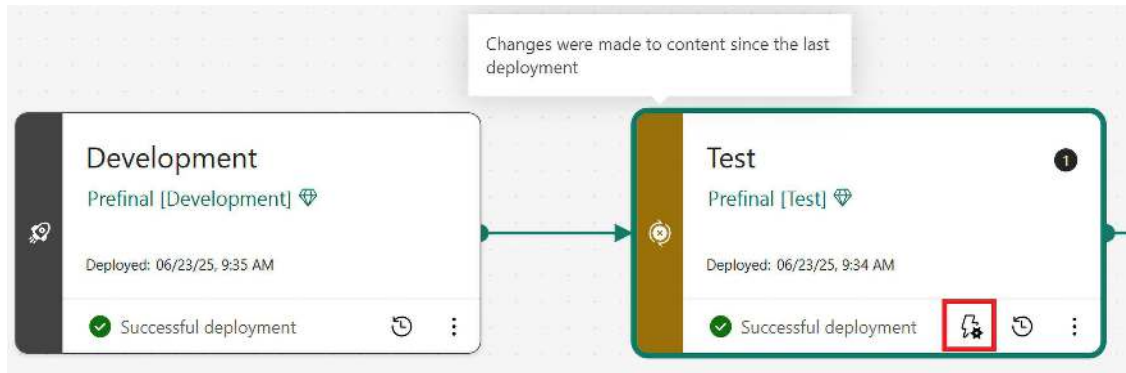 Changes were made to content since the last
deployment
Development
Prefinal [Development]
Deployed: 06/23/25, 9:35 AM
Successful deployment
Test
1
Prefinal [Test]
Deployed: 06/23/25, 9:34 AM
Successful deployment